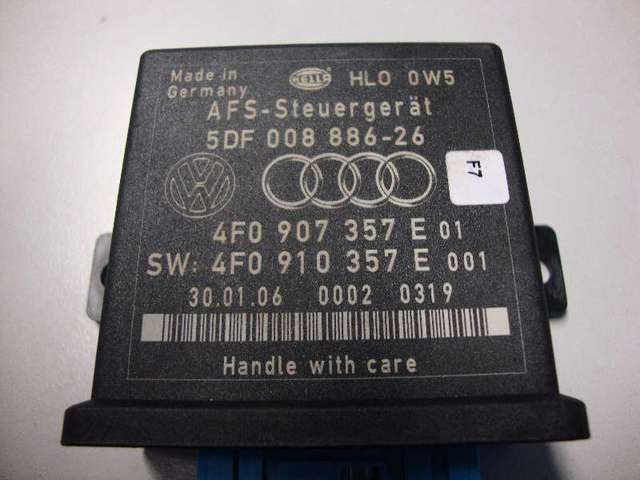 Made in
Germany
HELLA
HLO 0W5
AFS-Steuergerät
5DF 008 886-26
F7
VW
4F0 907 357 E 01
SW: 4F0 910 357 E 001
30.01.06 0002 0319
Handle with care